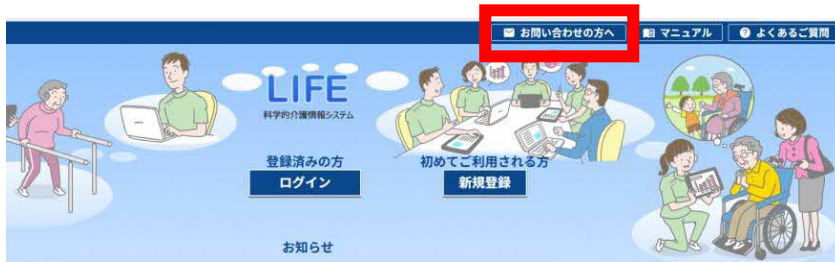 お問い合わせの方へ
マニュアル
よくあるご質問
LIFE
科学的介護情報システム
登録済みの方
ログイン
初めてご利用される方
新規登録
お知らせ